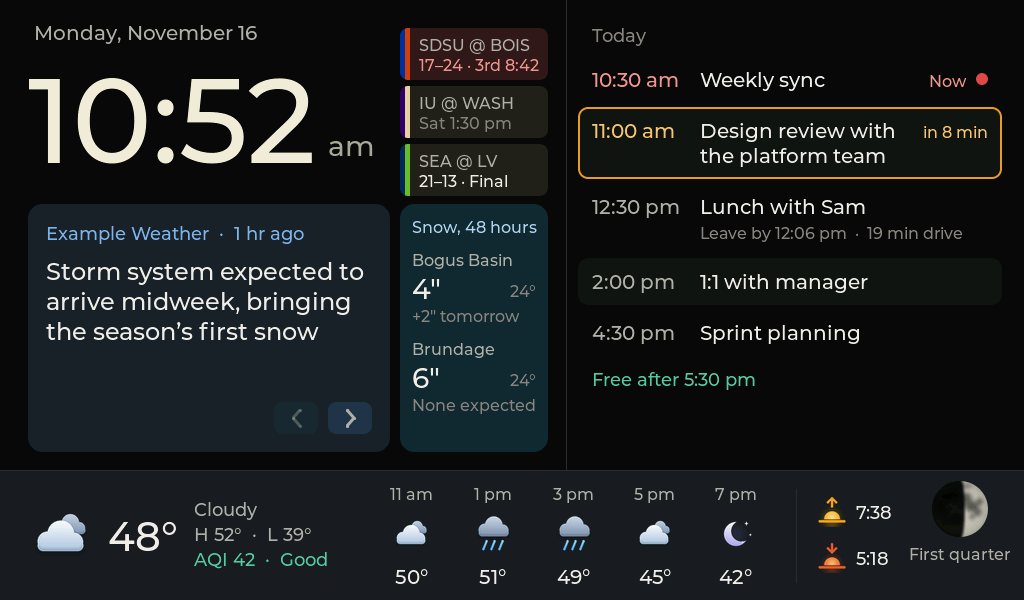 Monday, November 16
10:52 am
SDSU @ BOIS
17–24 · 3rd 8:42
IU @ WASH
Sat 1:30 pm
SEA @ LV
21–13 · Final
Example Weather · 1 hr ago
Storm system expected to
arrive midweek, bringing
the season’s first snow
Snow, 48 hours
Bogus Basin
4" 24°
+2" tomorrow
Brundage
6" 24°
None expected
Today
10:30 am Weekly sync Now
11:00 am Design review with in 8 min
the platform team
12:30 pm Lunch with Sam
Leave by 12:06 pm · 19 min drive
2:00 pm 1:1 with manager
4:30 pm Sprint planning
Free after 5:30 pm
48°
Cloudy
H 52° · L 39°
AQI 42 · Good
11 am 1 pm 3 pm 5 pm 7 pm
50° 51° 49° 45° 42°
7:38
5:18
First quarter